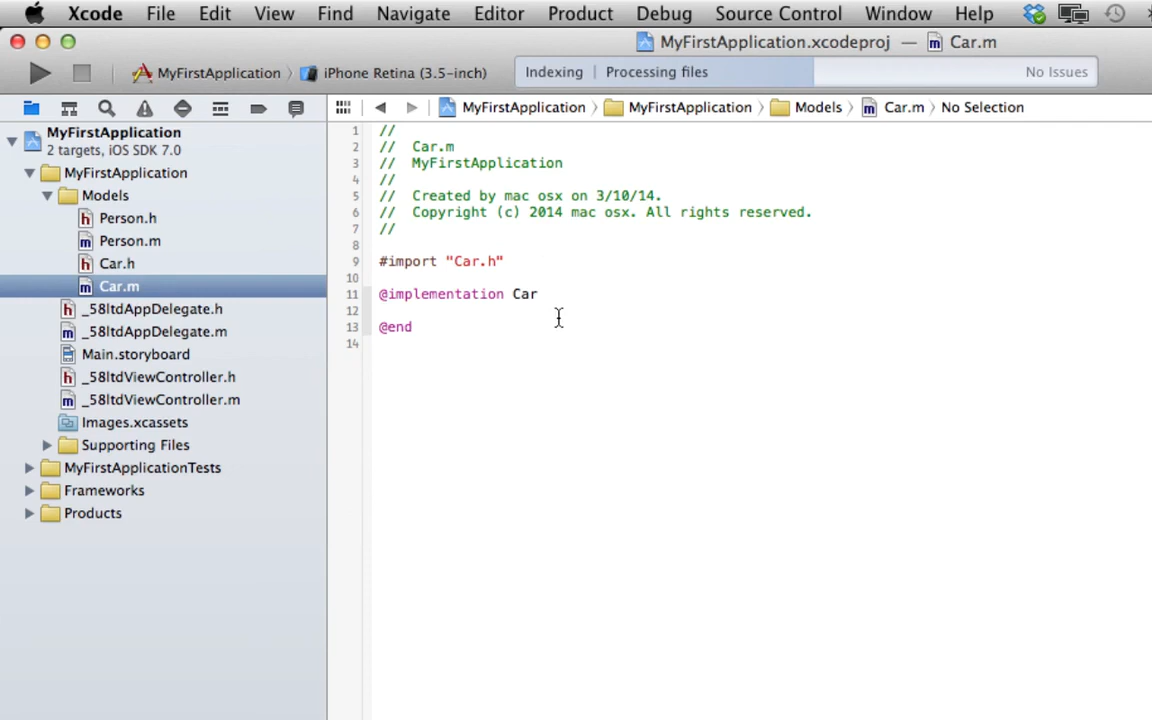 Xcode File Edit View Find Navigate Editor Product Debug Source Control Window Help
MyFirstApplication.xcodeproj — Car.m
MyFirstApplication iPhone Retina (3.5-inch) Indexing | Processing files No Issues
MyFirstApplication MyFirstApplication Models Car.m No Selection
MyFirstApplication
2 targets, iOS SDK 7.0
MyFirstApplication
Models
Person.h
Person.m
Car.h
Car.m
_58ltdAppDelegate.h
_58ltdAppDelegate.m
Main.storyboard
_58ltdViewController.h
_58ltdViewController.m
Images.xcassets
Supporting Files
MyFirstApplicationTests
Frameworks
Products
1 //
2 // Car.m
3 // MyFirstApplication
4 //
5 // Created by mac osx on 3/10/14.
6 // Copyright (c) 2014 mac osx. All rights reserved.
7 //
8
9 #import "Car.h"
10
11 @implementation Car
12
13 @end
14